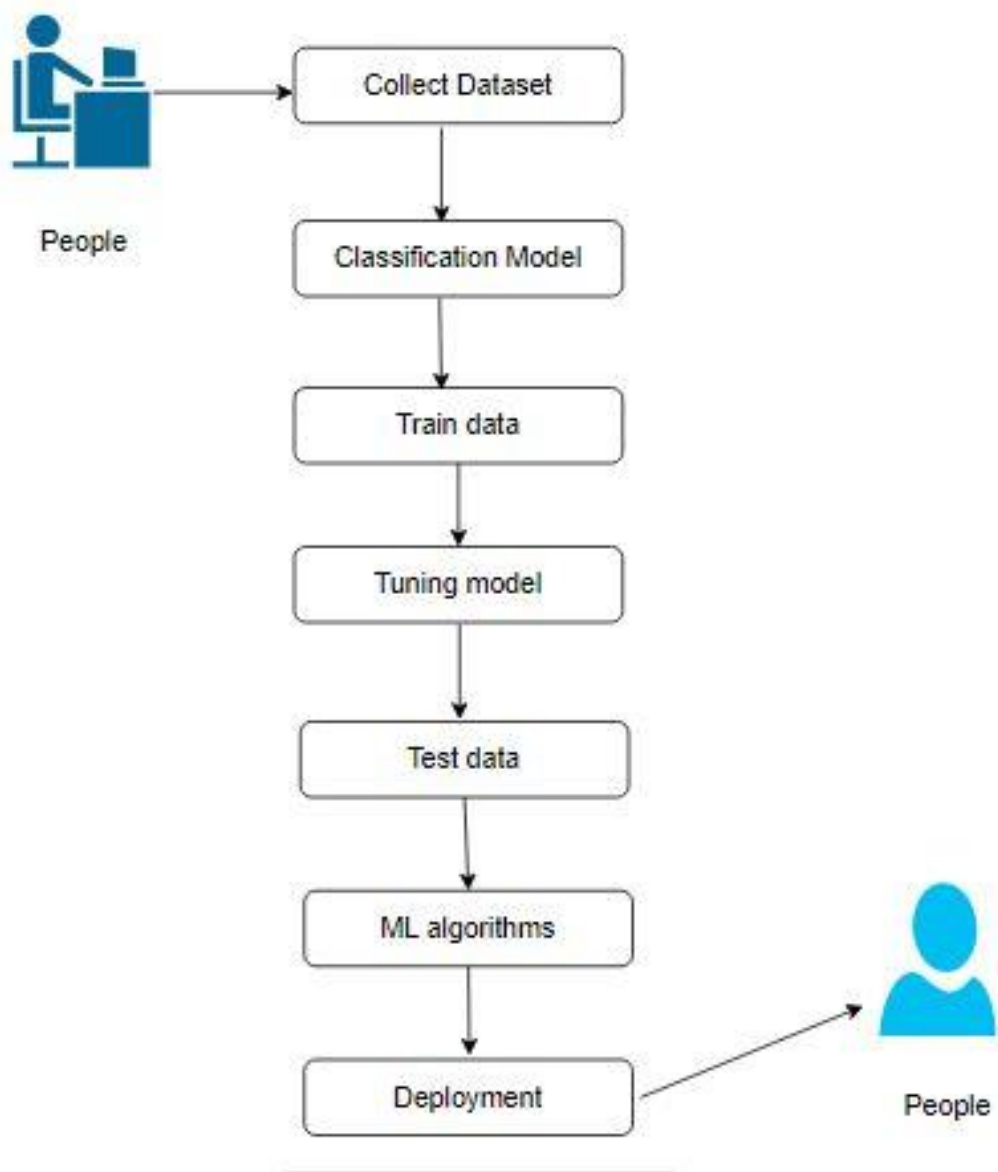 Collect Dataset
People
Classification Model
Train data
Tuning model
Test data
ML algorithms
Deployment
People